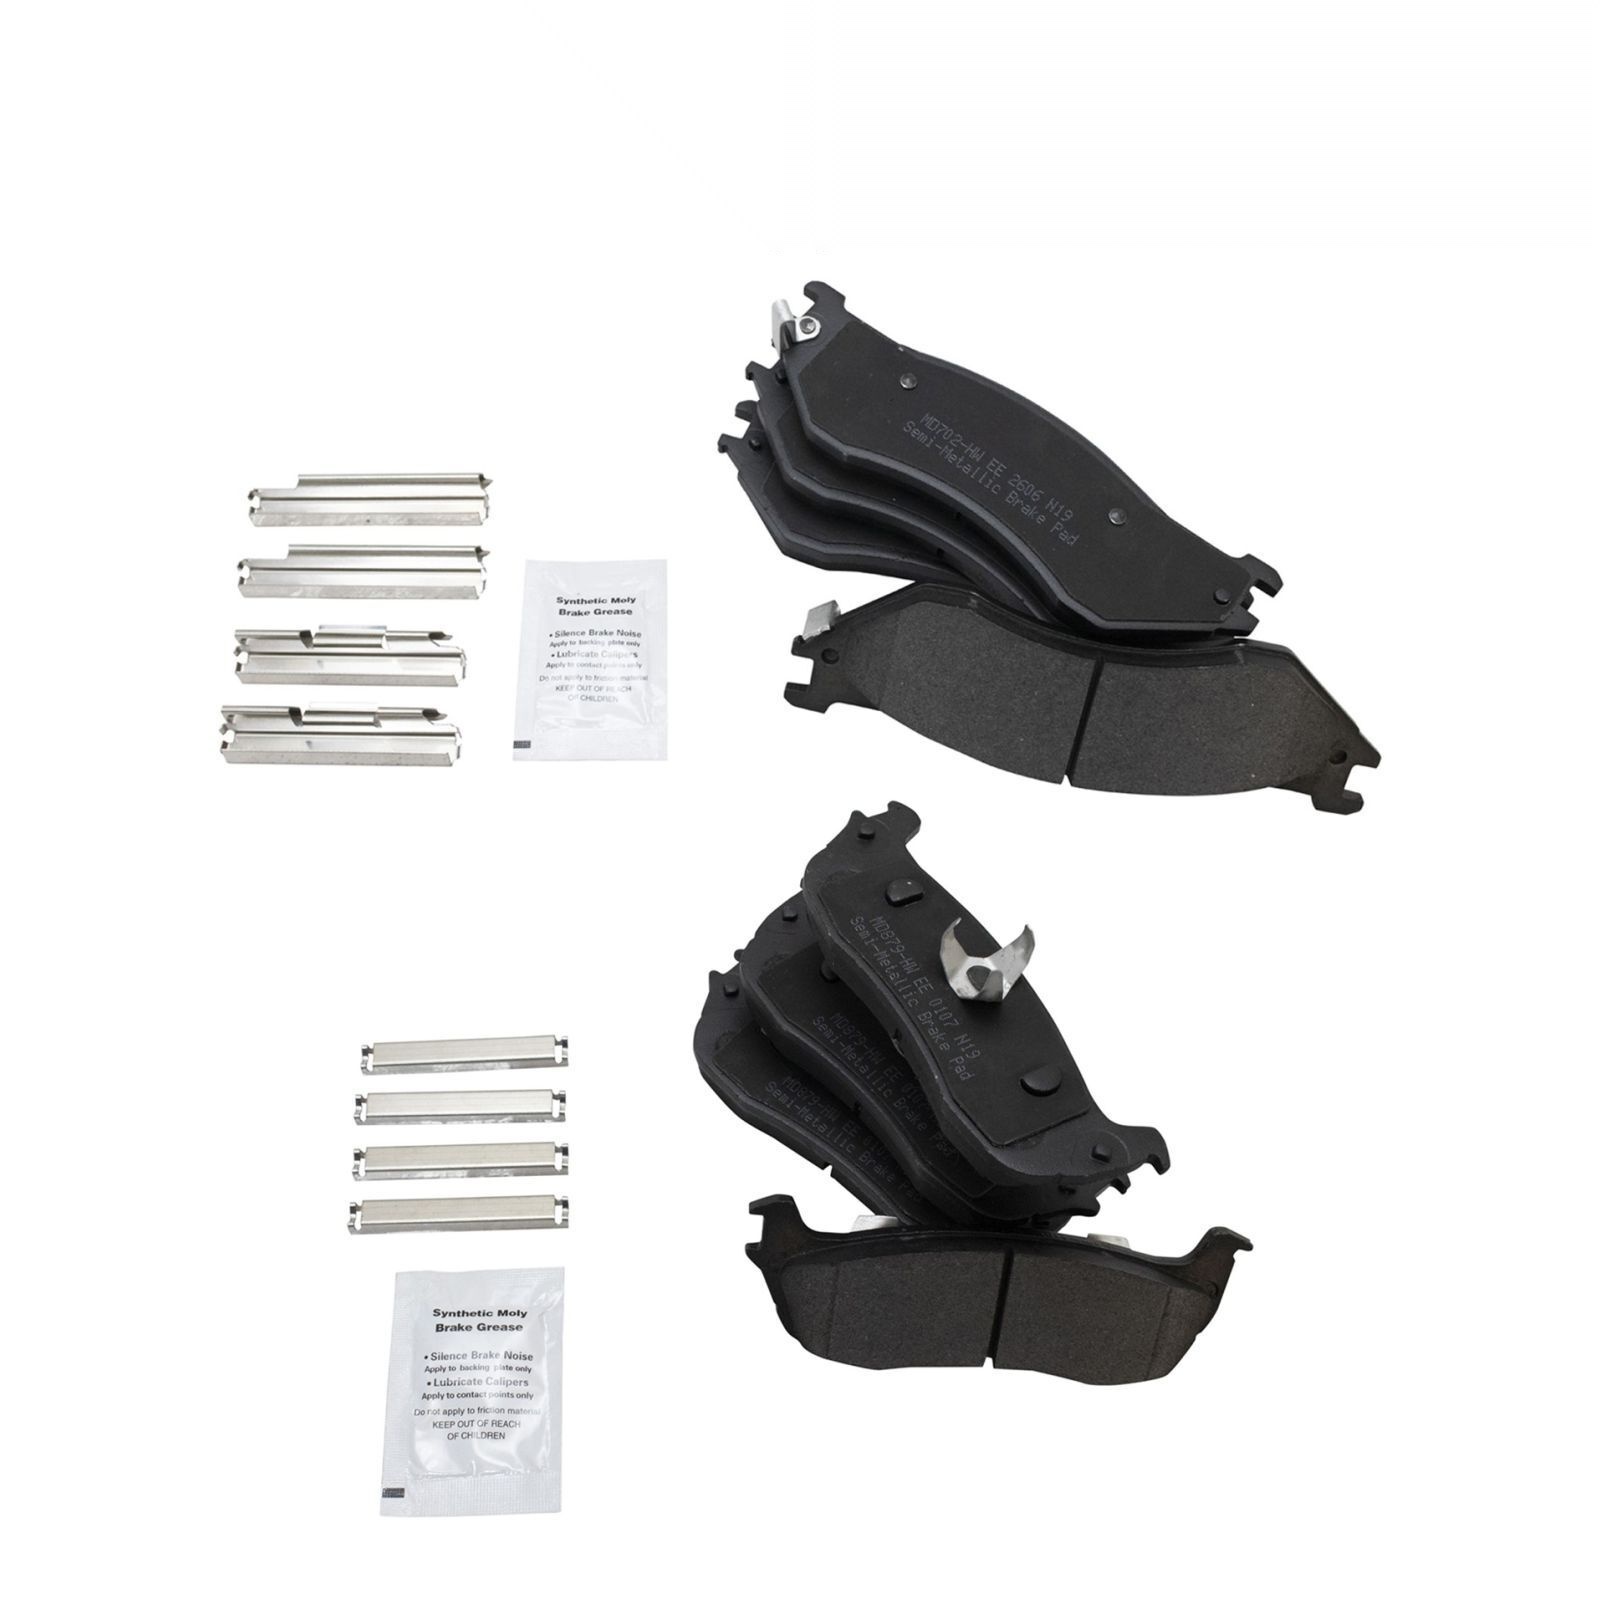 MD702-HW EE 2606 N19
Semi-Metallic Brake Pad
Synthetic Moly
Brake Grease
• Silence Brake Noise
Apply to backing plate only
• Lubricate Calipers
Apply to contact points only
Do not apply to friction material
KEEP OUT OF REACH
OF CHILDREN
MD879-HW EE 0107 N19
Semi-Metallic Brake Pad
MD879-HW EE 0107
Semi-Metallic Brake Pad
MD879-HW EE 0107
Semi-Metallic Brake Pad
Synthetic Moly
Brake Grease
• Silence Brake Noise
Apply to backing plate only
• Lubricate Calipers
Apply to contact points only
Do not apply to friction material
KEEP OUT OF REACH
OF CHILDREN